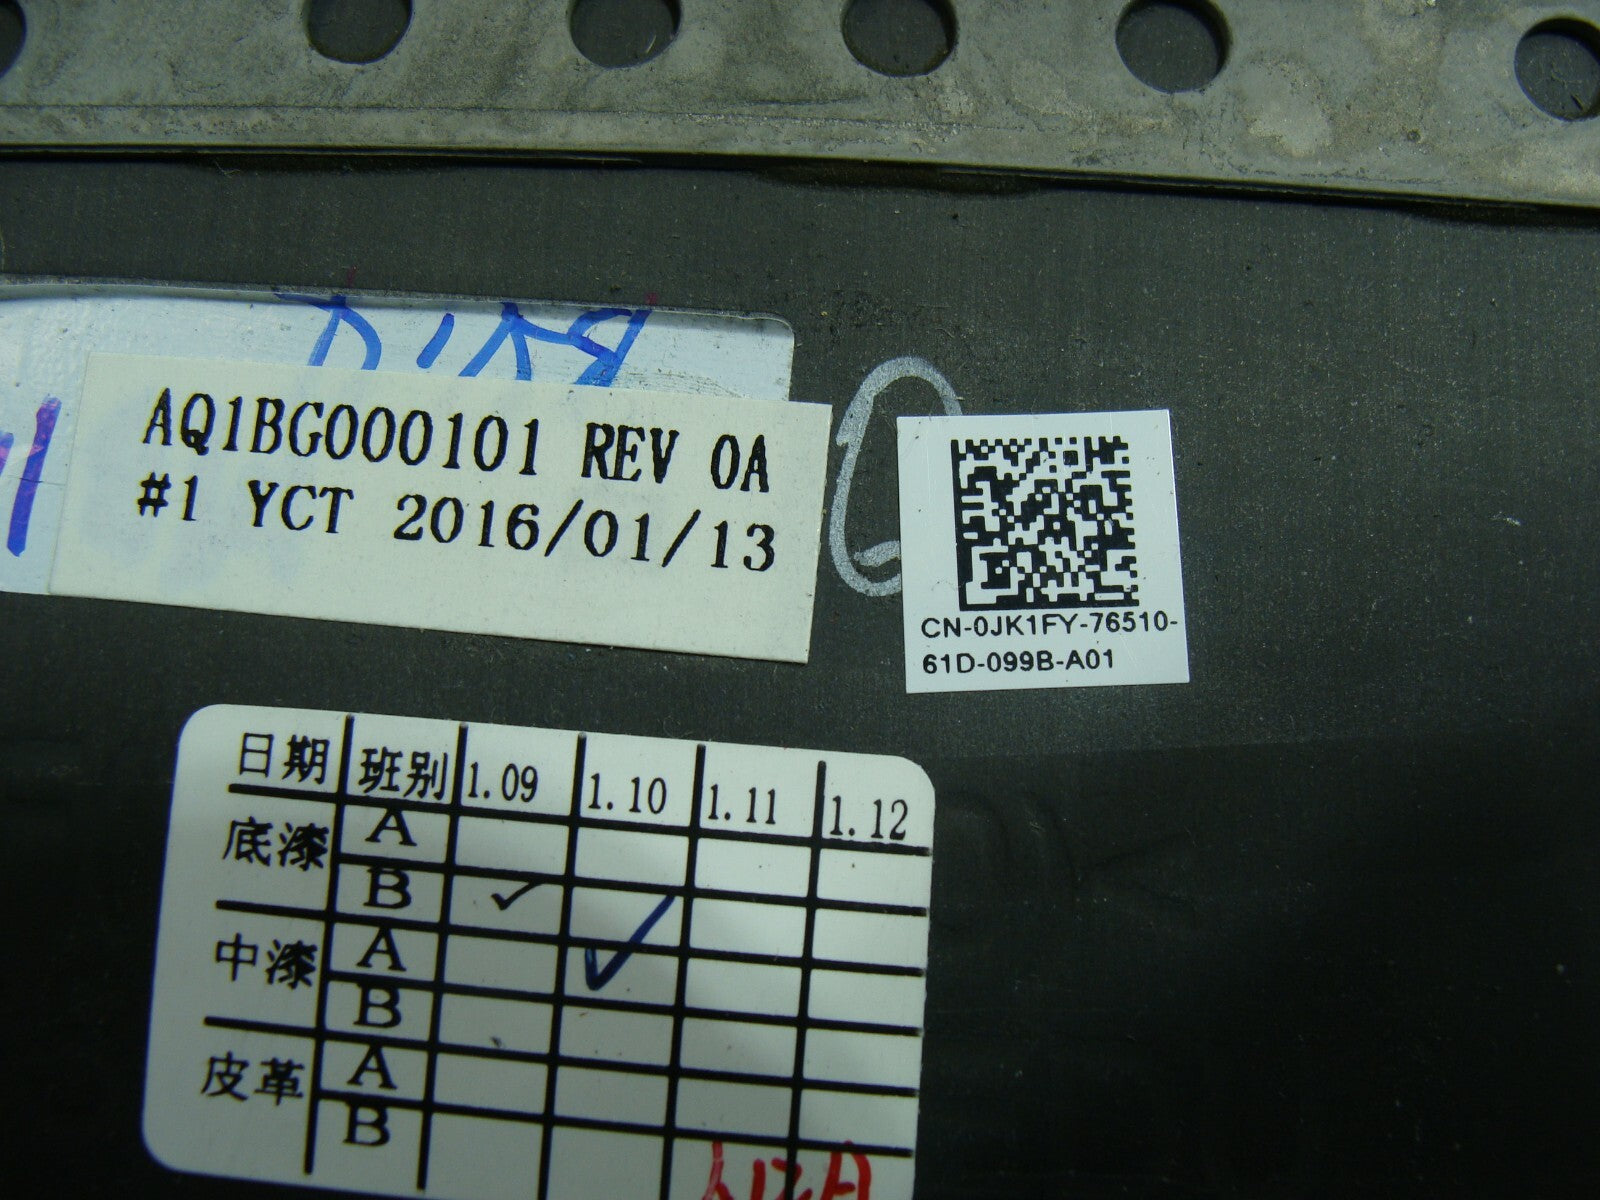 AQ1BG000101 REV 0A
#1 YCT 2016/01/13
CN-0JK1FY-76510-
61D-099B-A01
日期 班别 1.09 1.10 1.11 1.12
底漆 A
B
中漆 A
B
皮革 A
B